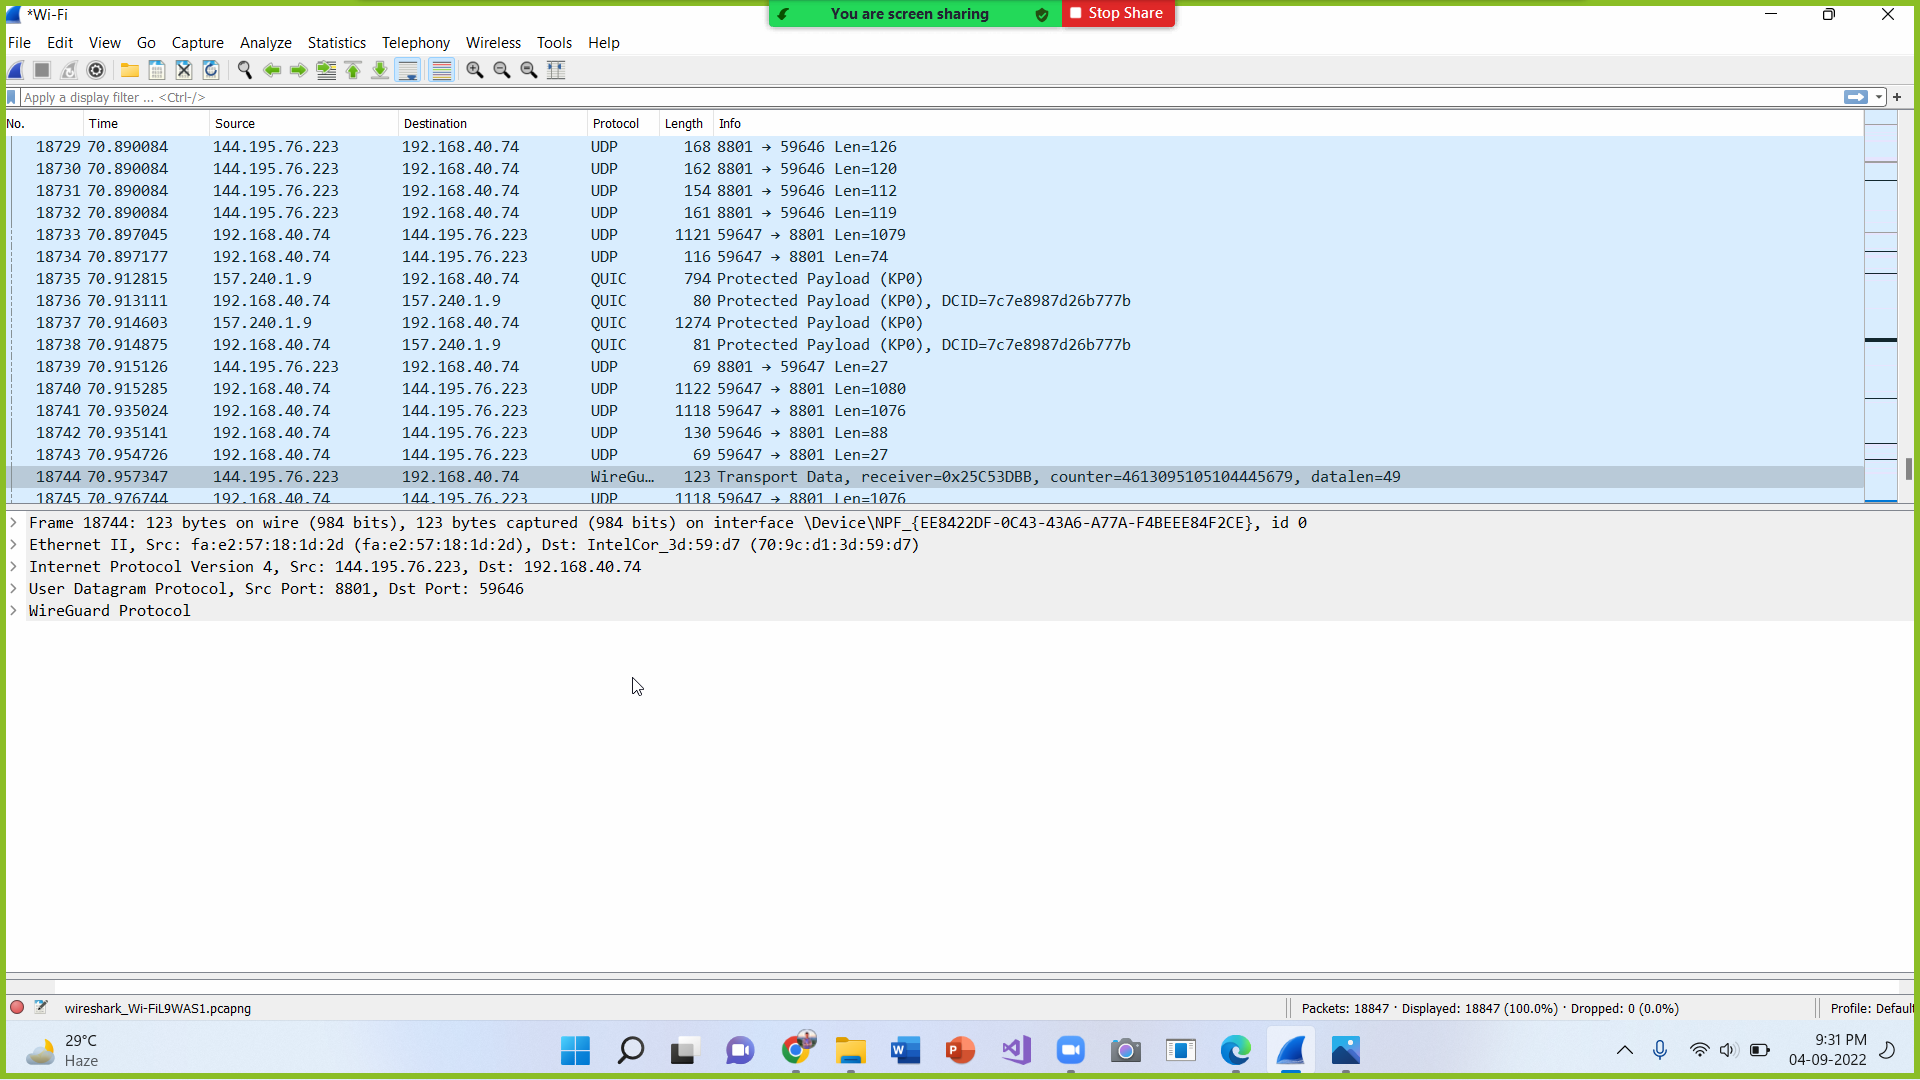 *Wi-Fi
You are screen sharing
Stop Share
File Edit View Go Capture Analyze Statistics Telephony Wireless Tools Help
Apply a display filter ... <Ctrl-/>
No. Time Source Destination Protocol Length Info
18729 70.890084 144.195.76.223 192.168.40.74 UDP 168 8801 → 59646 Len=126
18730 70.890084 144.195.76.223 192.168.40.74 UDP 162 8801 → 59646 Len=120
18731 70.890084 144.195.76.223 192.168.40.74 UDP 154 8801 → 59646 Len=112
18732 70.890084 144.195.76.223 192.168.40.74 UDP 161 8801 → 59646 Len=119
18733 70.897045 192.168.40.74 144.195.76.223 UDP 1121 59647 → 8801 Len=1079
18734 70.897177 192.168.40.74 144.195.76.223 UDP 116 59647 → 8801 Len=74
18735 70.912815 157.240.1.9 192.168.40.74 QUIC 794 Protected Payload (KP0)
18736 70.913111 192.168.40.74 157.240.1.9 QUIC 80 Protected Payload (KP0), DCID=7c7e8987d26b777b
18737 70.914603 157.240.1.9 192.168.40.74 QUIC 1274 Protected Payload (KP0)
18738 70.914875 192.168.40.74 157.240.1.9 QUIC 81 Protected Payload (KP0), DCID=7c7e8987d26b777b
18739 70.915126 144.195.76.223 192.168.40.74 UDP 69 8801 → 59647 Len=27
18740 70.915285 192.168.40.74 144.195.76.223 UDP 1122 59647 → 8801 Len=1080
18741 70.935024 192.168.40.74 144.195.76.223 UDP 1118 59647 → 8801 Len=1076
18742 70.935141 192.168.40.74 144.195.76.223 UDP 130 59646 → 8801 Len=88
18743 70.954726 192.168.40.74 144.195.76.223 UDP 69 59647 → 8801 Len=27
18744 70.957347 144.195.76.223 192.168.40.74 WireGu… 123 Transport Data, receiver=0x25C53DBB, counter=4613095105104445679, datalen=49
18745 70.976744 192.168.40.74 144.195.76.223 UDP 1118 59647 → 8801 Len=1076
Frame 18744: 123 bytes on wire (984 bits), 123 bytes captured (984 bits) on interface \Device\NPF_{EE8422DF-0C43-43A6-A77A-F4BEEE84F2CE}, id 0
Ethernet II, Src: fa:e2:57:18:1d:2d (fa:e2:57:18:1d:2d), Dst: IntelCor_3d:59:d7 (70:9c:d1:3d:59:d7)
Internet Protocol Version 4, Src: 144.195.76.223, Dst: 192.168.40.74
User Datagram Protocol, Src Port: 8801, Dst Port: 59646
WireGuard Protocol
wireshark_Wi-FiL9WAS1.pcapng
Packets: 18847 · Displayed: 18847 (100.0%) · Dropped: 0 (0.0%)
Profile: Default
29°C
Haze
9:31 PM
04-09-2022